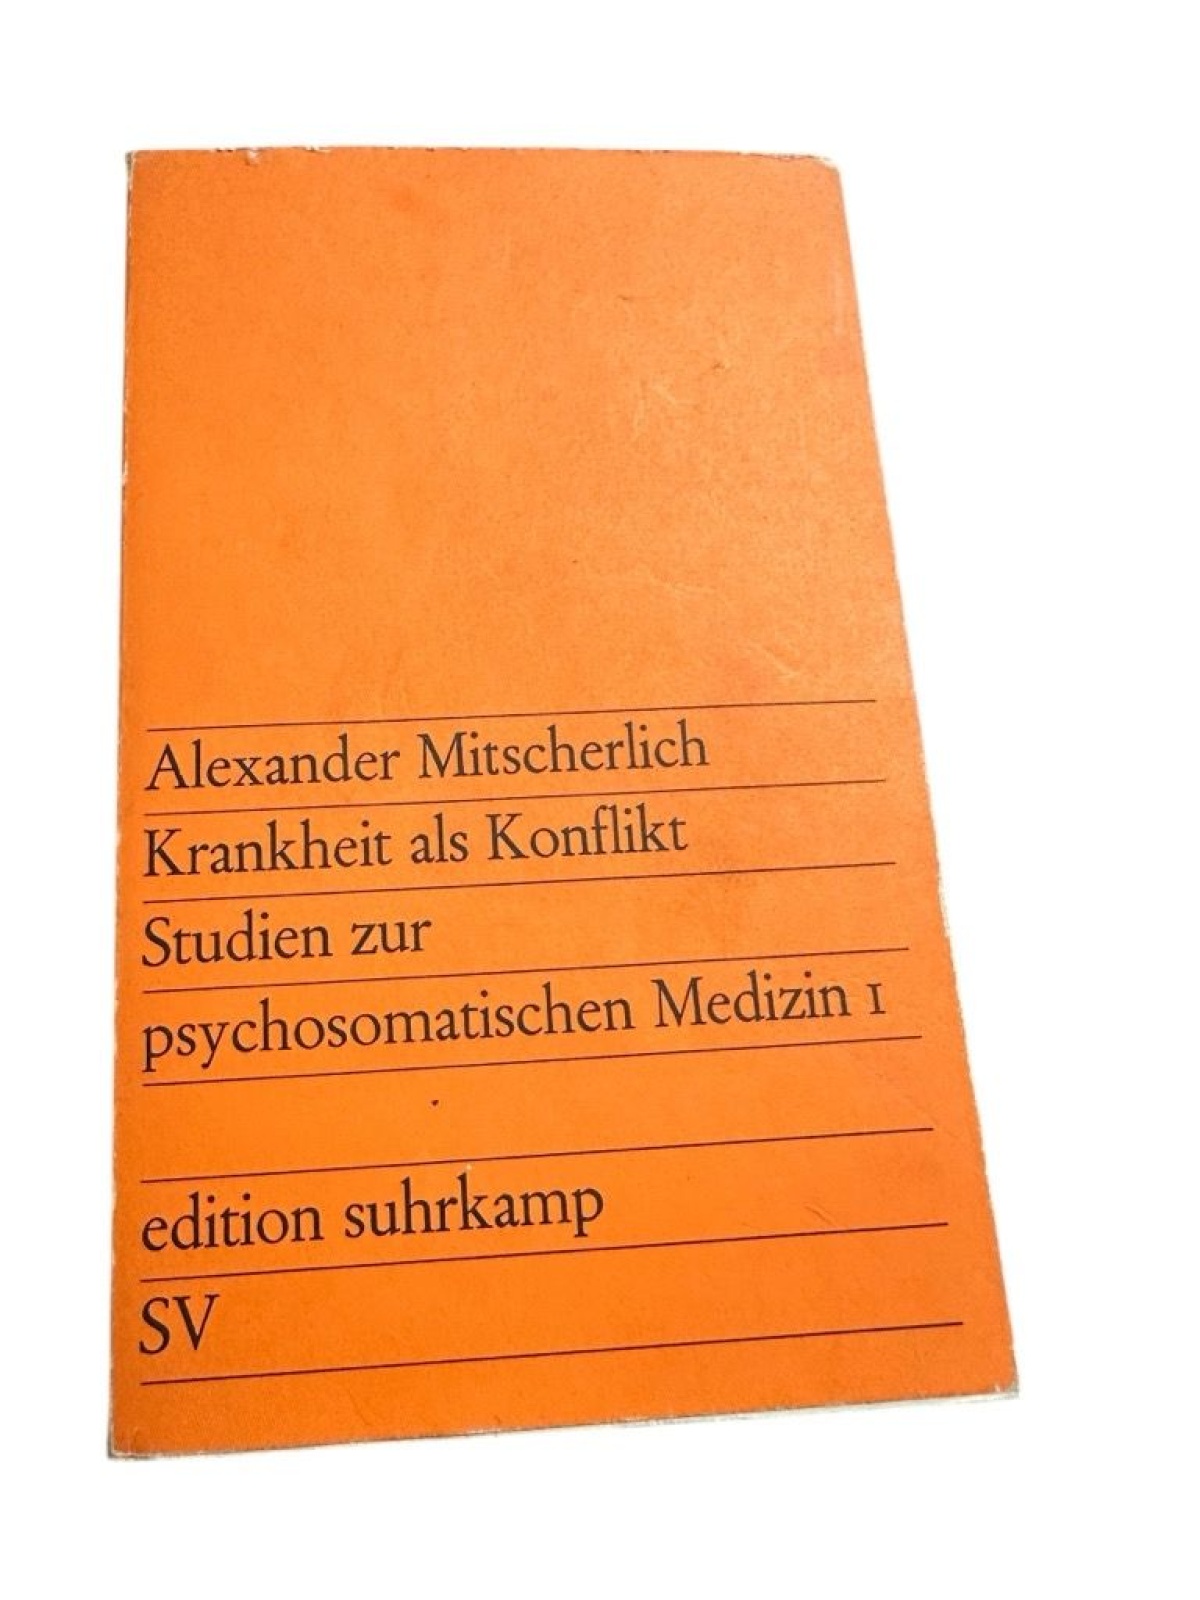 Alexander Mitscherlich
Krankheit als Konflikt
Studien zur
psychosomatischen Medizin 1
edition suhrkamp
SV